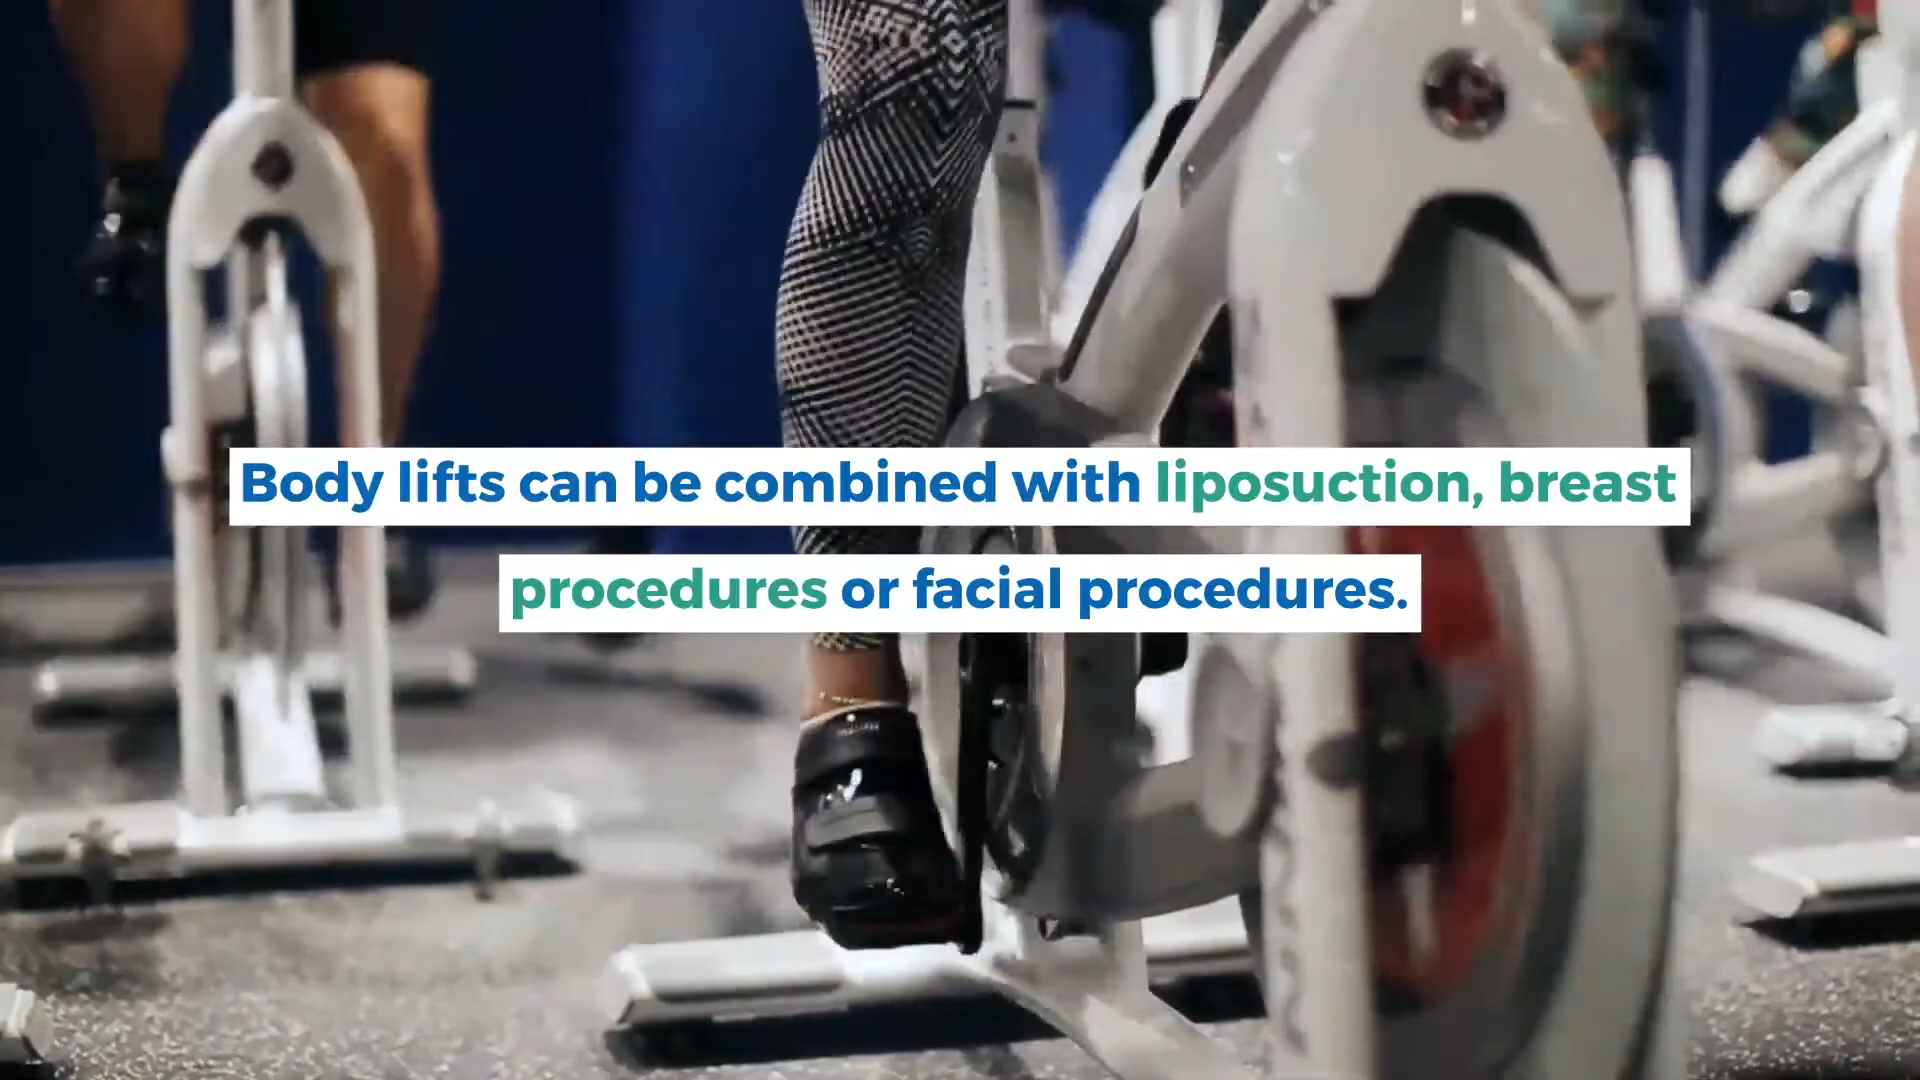 Body lifts can be combined with liposuction, breast
procedures or facial procedures.